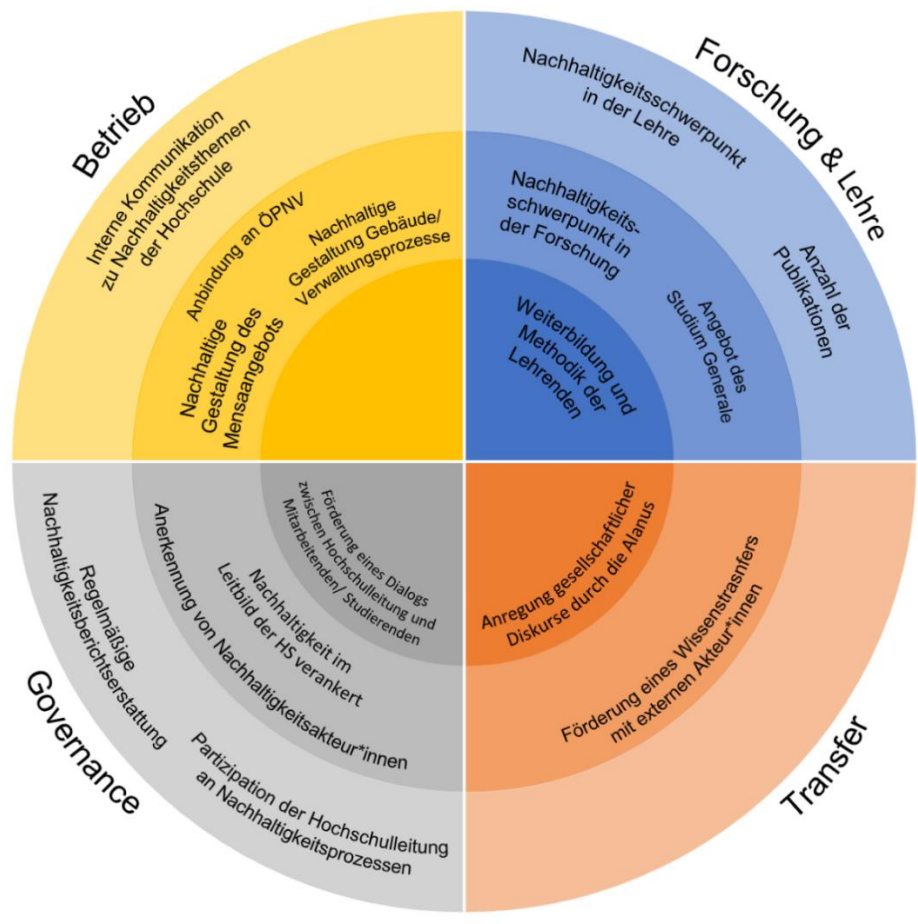 Betrieb
Interne Kommunikation
zu Nachhaltigkeitsthemen
der Hochschule
Anbindung an ÖPNV
Nachhaltige
Gestaltung Gebäude/
Verwaltungsprozesse
Nachhaltige
Gestaltung des
Mensaangebots
Forschung & Lehre
Nachhaltigkeitsschwerpunkt
in der Lehre
Anzahl der
Publikationen
Nachhaltigkeits-
schwerpunkt in
der Forschung
Angebot des
Studium Generale
Weiterbildung und
Methodik der
Lehrenden
Governance
Förderung eines Dialogs
zwischen Hochschulleitung und
Mitarbeitenden/ Studierenden
Nachhaltigkeit im
Leitbild der HS verankert
Anerkennung von Nachhaltigkeitsakteur*innen
Regelmäßige
Nachhaltigkeitsberichtserstattung
Partizipation der Hochschulleitung
an Nachhaltigkeitsprozessen
Transfer
Anregung gesellschaftlicher
Diskurse durch die Alanus
Förderung eines Wissenstrasnfers
mit externen Akteur*innen